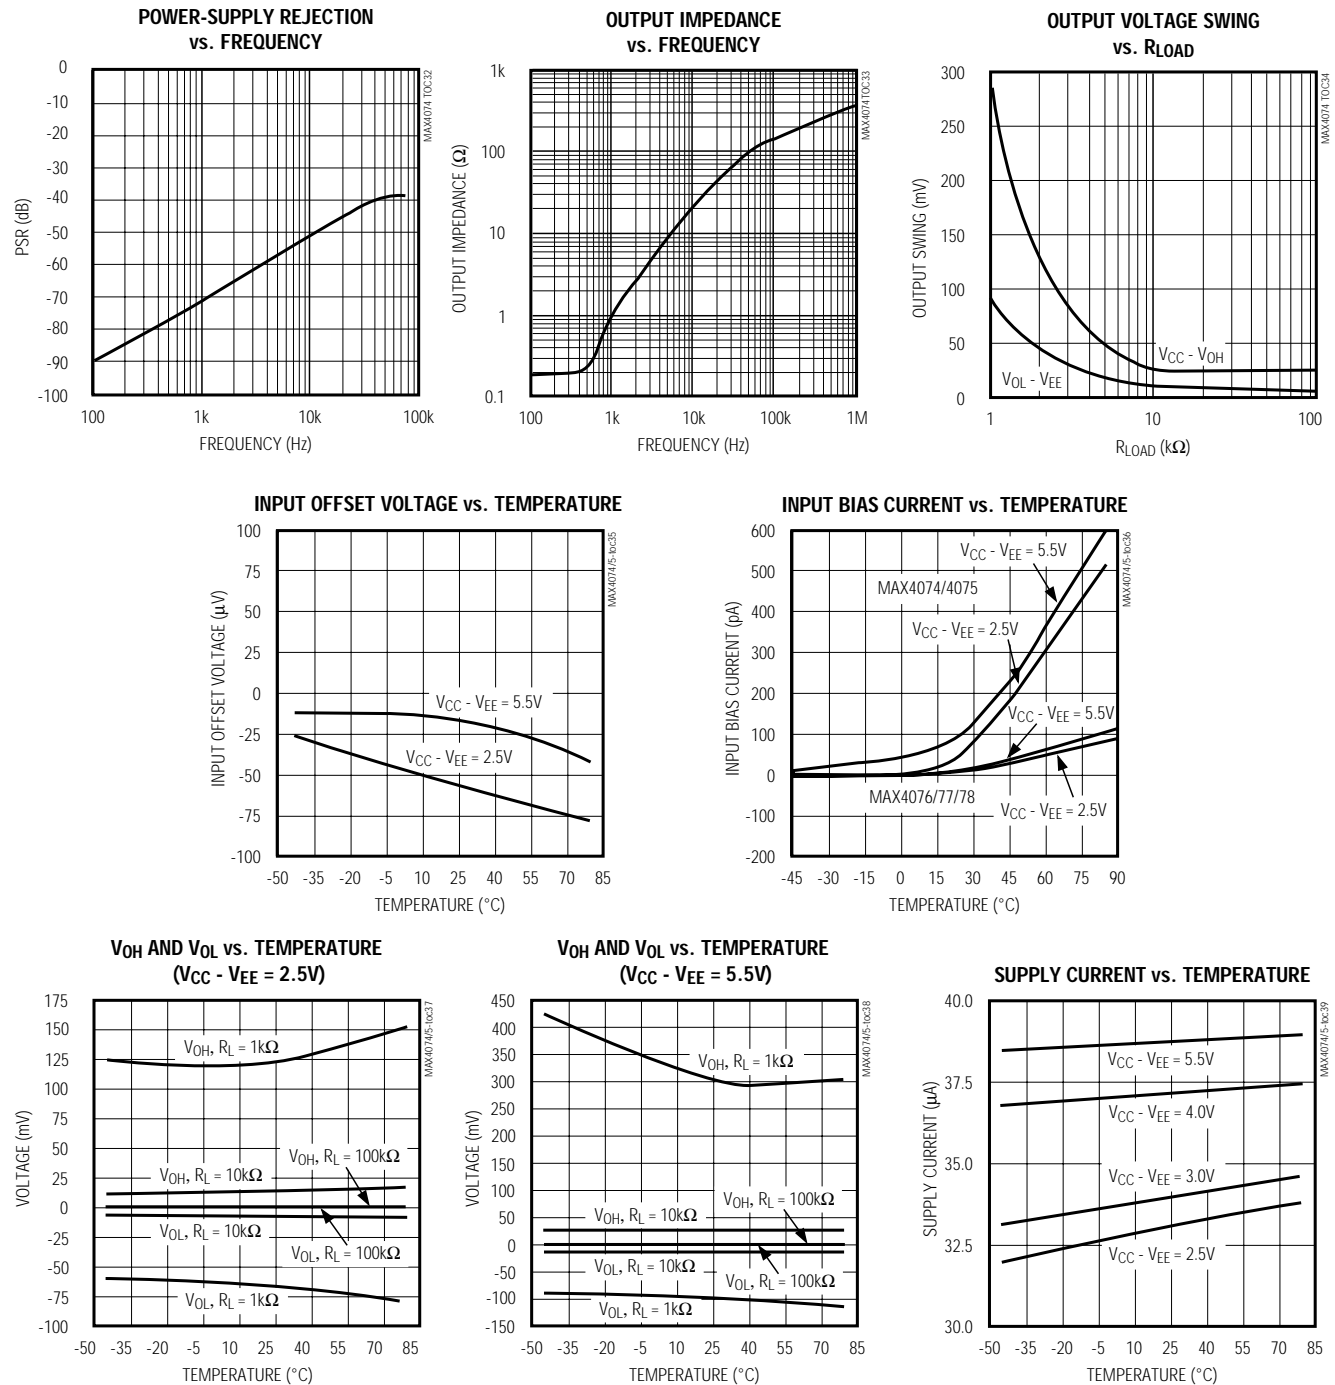 POWER-SUPPLY REJECTION
vs. FREQUENCY
MAX4074 TOC32
0
-10
-20
-30
-40
-50
-60
-70
-80
-90
-100
PSR (dB)
100
1k
10k
100k
FREQUENCY (Hz)
OUTPUT IMPEDANCE
vs. FREQUENCY
MAX4074 TOC33
1k
100
10
1
0.1
OUTPUT IMPEDANCE (Ω)
100
1k
10k
100k
1M
FREQUENCY (Hz)
OUTPUT VOLTAGE SWING
vs. RLOAD
MAX4074 TOC34
300
250
200
150
100
50
0
OUTPUT SWING (mV)
VCC - VOH
VOL - VEE
1
10
100
RLOAD (kΩ)
INPUT OFFSET VOLTAGE vs. TEMPERATURE
MAX4074/5-toc35
100
75
50
25
0
-25
-50
-75
-100
INPUT OFFSET VOLTAGE (μV)
VCC - VEE = 5.5V
VCC - VEE = 2.5V
-50 -35 -20 -5 10 25 40 55 70 85
TEMPERATURE (°C)
INPUT BIAS CURRENT vs. TEMPERATURE
MAX4074/5-toc36
600
500
400
300
200
100
0
-100
-200
INPUT BIAS CURRENT (pA)
VCC - VEE = 5.5V
MAX4074/4075
VCC - VEE = 2.5V
VCC - VEE = 5.5V
MAX4076/77/78
VCC - VEE = 2.5V
-45 -30 -15 0 15 30 45 60 75 90
TEMPERATURE (°C)
VOH AND VOL vs. TEMPERATURE
(VCC - VEE = 2.5V)
MAX4074/5-toc37
175
150
125
100
75
50
25
0
-25
-50
-75
-100
VOLTAGE (mV)
VOH, RL = 1kΩ
VOH, RL = 100kΩ
VOH, RL = 10kΩ
VOL, RL = 10kΩ
VOL, RL = 100kΩ
VOL, RL = 1kΩ
-50 -35 -20 -5 10 25 40 55 70 85
TEMPERATURE (°C)
VOH AND VOL vs. TEMPERATURE
(VCC - VEE = 5.5V)
MAX4074/5-toc38
450
400
350
300
250
200
150
100
50
0
-50
-100
-150
VOLTAGE (mV)
VOH, RL = 1kΩ
VOH, RL = 100kΩ
VOH, RL = 10kΩ
VOL, RL = 10kΩ
VOL, RL = 100kΩ
VOL, RL = 1kΩ
-50 -35 -20 -5 10 25 40 55 70 85
TEMPERATURE (°C)
SUPPLY CURRENT vs. TEMPERATURE
MAX4074/5-toc39
40.0
37.5
35.0
32.5
30.0
SUPPLY CURRENT (μA)
VCC - VEE = 5.5V
VCC - VEE = 4.0V
VCC - VEE = 3.0V
VCC - VEE = 2.5V
-50 -35 -20 -5 10 25 40 55 70 85
TEMPERATURE (°C)